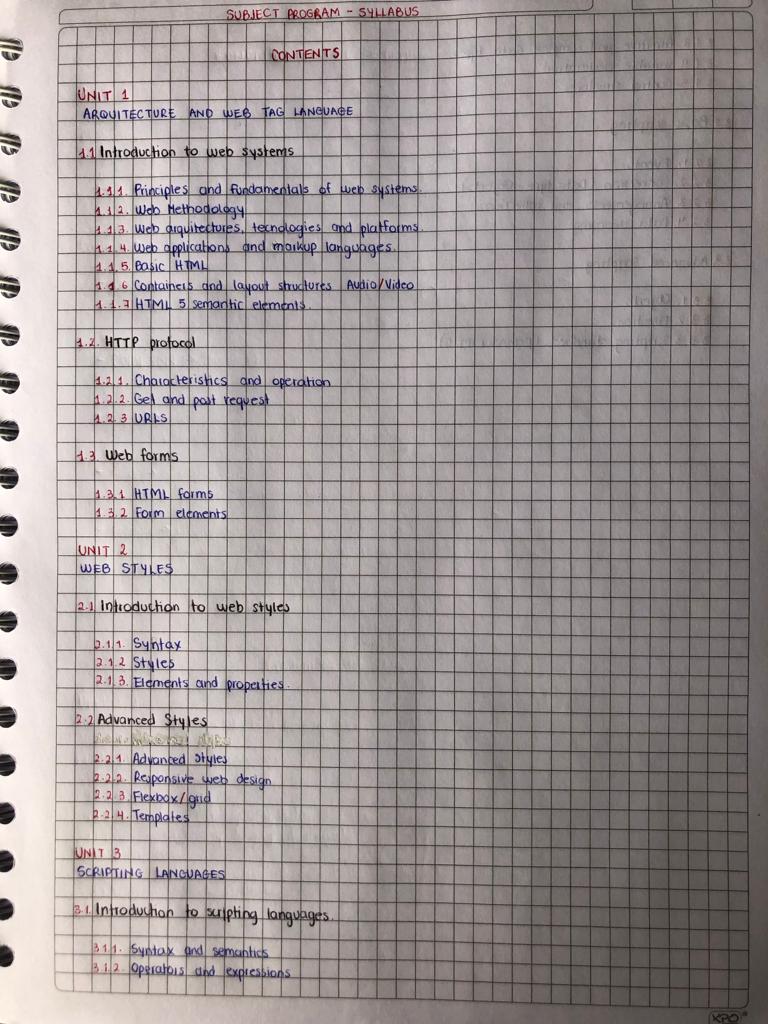 SUBJECT PROGRAM - SYLLABUS
CONTENTS
UNIT 1
ARQUITECTURE AND WEB TAG LANGUAGE
1.1 Introduction to web systems
1.1.1. Principles and fundamentals of web systems.
1.1.2. Web Methodology
1.1.3. Web arquitectures, tecnologies and platforms.
1.1.4. Web applications and markup languages.
1.1.5. Basic HTML
1.1.6 Containers and layout structures Audio/Video
1.1.7 HTML 5 semantic elements.
1.2. HTTP protocol
1.2.1. Characteristics and operation
1.2.2. Get and post request
1.2.3 URLS
1.3. Web forms
1.3.1 HTML forms
1.3.2 Form elements
UNIT 2
WEB STYLES
2.1. Introduction to web styles
2.1.1. Syntax
2.1.2 Styles
2.1.3. Elements and properties.
2.2 Advanced Styles
2.2.1. Advanced Styles
2.2.2. Responsive web design
2.2.3. Flexbox/grid
2.2.4. Templates
UNIT 3
SCRIPTING LANGUAGES
3.1. Introduction to scripting languages.
3.1.1. Syntax and semantics
3.1.2. Operators and expressions
XPO